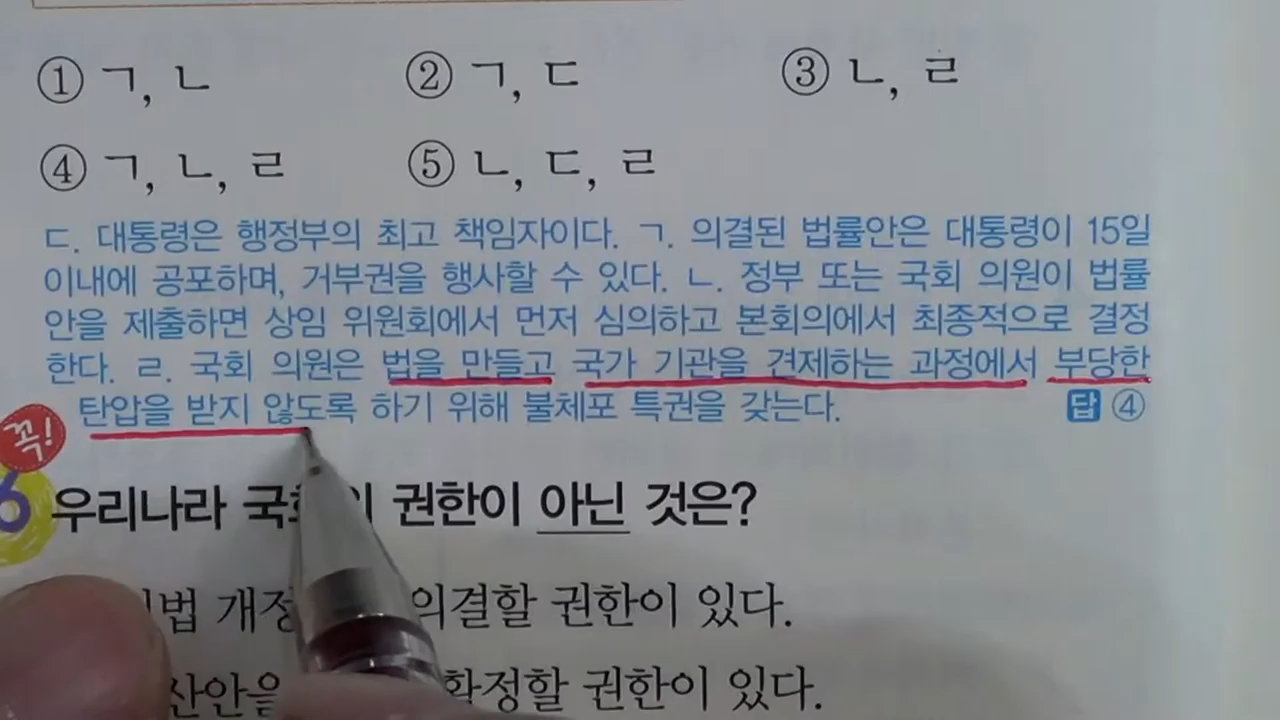 ① ㄱ, ㄴ ② ㄱ, ㄷ ③ ㄴ, ㄹ
④ ㄱ, ㄴ, ㄹ ⑤ ㄴ, ㄷ, ㄹ
ㄷ. 대통령은 행정부의 최고 책임자이다. ㄱ. 의결된 법률안은 대통령이 15일
이내에 공포하며, 거부권을 행사할 수 있다. ㄴ. 정부 또는 국회 의원이 법률
안을 제출하면 상임 위원회에서 먼저 심의하고 본회의에서 최종적으로 결정
한다. ㄹ. 국회 의원은 법을 만들고 국가 기관을 견제하는 과정에서 부당한
탄압을 받지 않도록 하기 위해 불체포 특권을 갖는다. 답 ④
꼭!
6 우리나라 권한이 아닌 것은?
의결할 권한이 있다.
확정할 권한이 있다.